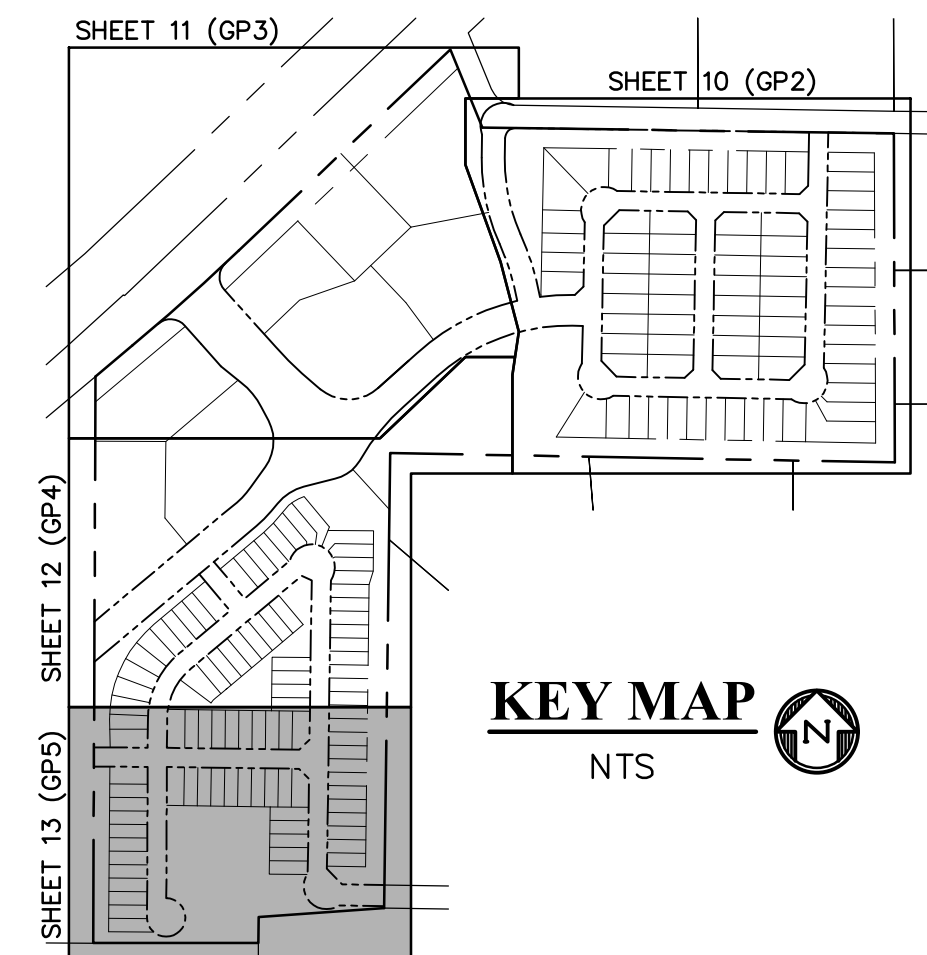 SHEET 11 (GP3)
SHEET 10 (GP2)
SHEET 12 (GP4)
KEY MAP
N
NTS
SHEET 13 (GP5)